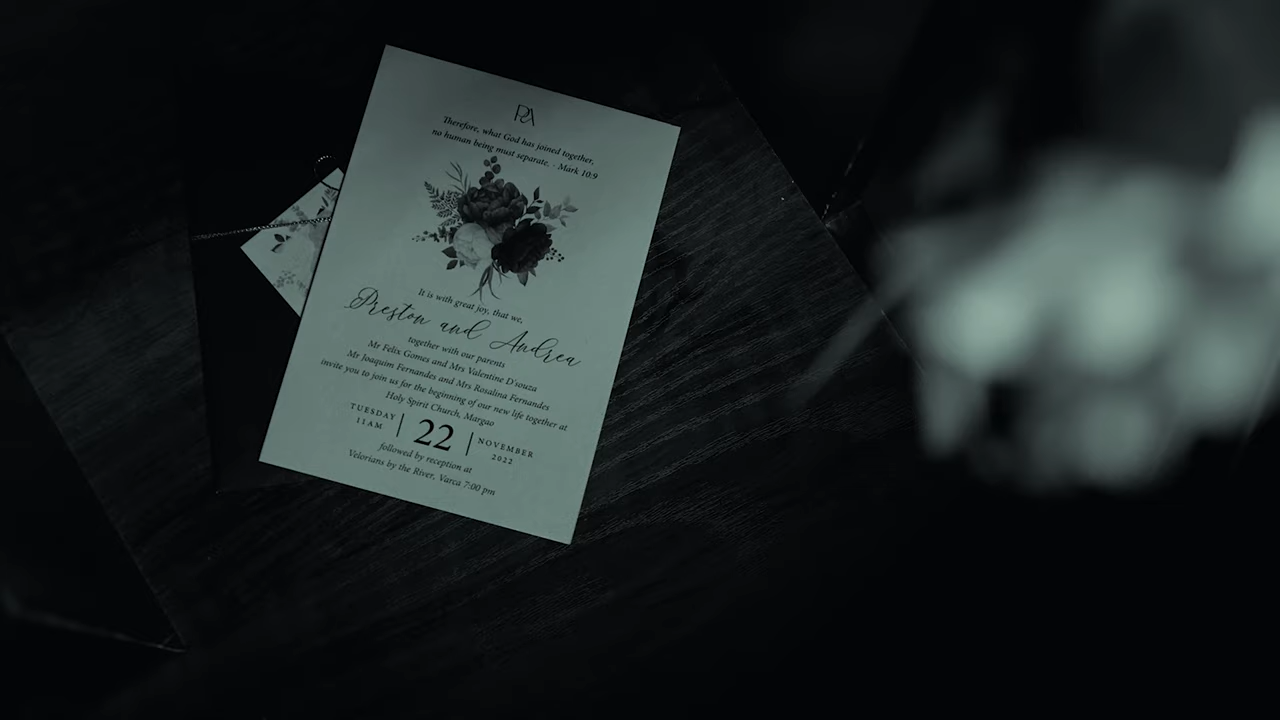 PA
Therefore, what God has joined together,
no human being must separate. - Mark 10:9
It is with great joy, that we,
Preston and Andrea
together with our parents
Mr Felix Gomes and Mrs Valentine D'souza
Mr Joaquim Fernandes and Mrs Rosalina Fernandes
invite you to join us for the beginning of our new life together at
Holy Spirit Church, Margao
TUESDAY
11 AM
22
NOVEMBER
2022
followed by reception at
Velorians by the River, Varca 7:00 pm